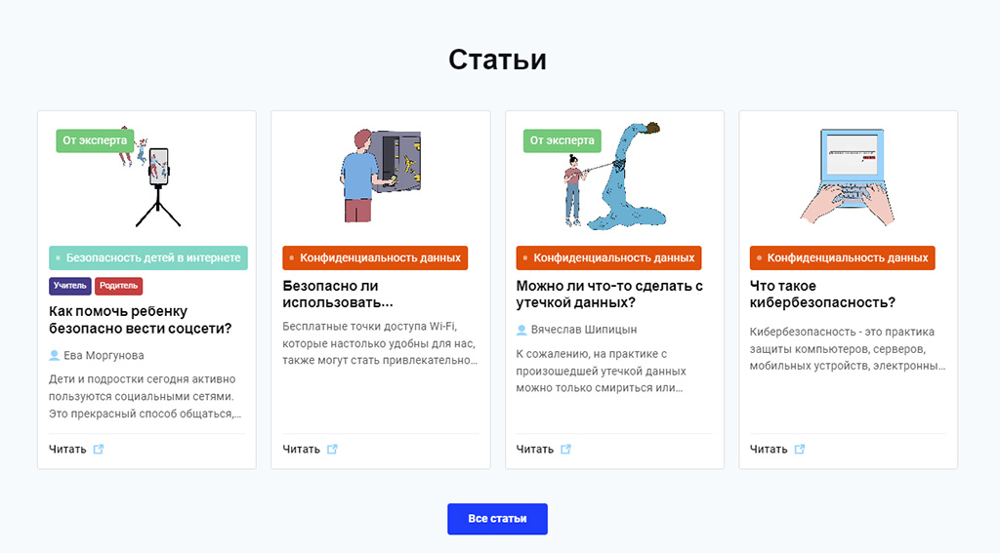 Статьи
От эксперта
Безопасность детей в интернете
Учитель
Родитель
Как помочь ребенку
безопасно вести соцсети?
Ева Моргунова
Дети и подростки сегодня активно
пользуются социальными сетями.
Это прекрасный способ общаться,...
Читать
Конфиденциальность данных
Безопасно ли
использовать...
Бесплатные точки доступа Wi-Fi,
которые настолько удобны для нас,
также могут стать привлекательно...
Читать
От эксперта
Конфиденциальность данных
Можно ли что-то сделать с
утечкой данных?
Вячеслав Шипицын
К сожалению, на практике с
произошедшей утечкой данных
можно только смириться или...
Читать
Конфиденциальность данных
Что такое
кибербезопасность?
Кибербезопасность - это практика
защиты компьютеров, серверов,
мобильных устройств, электронны...
Читать
Все статьи